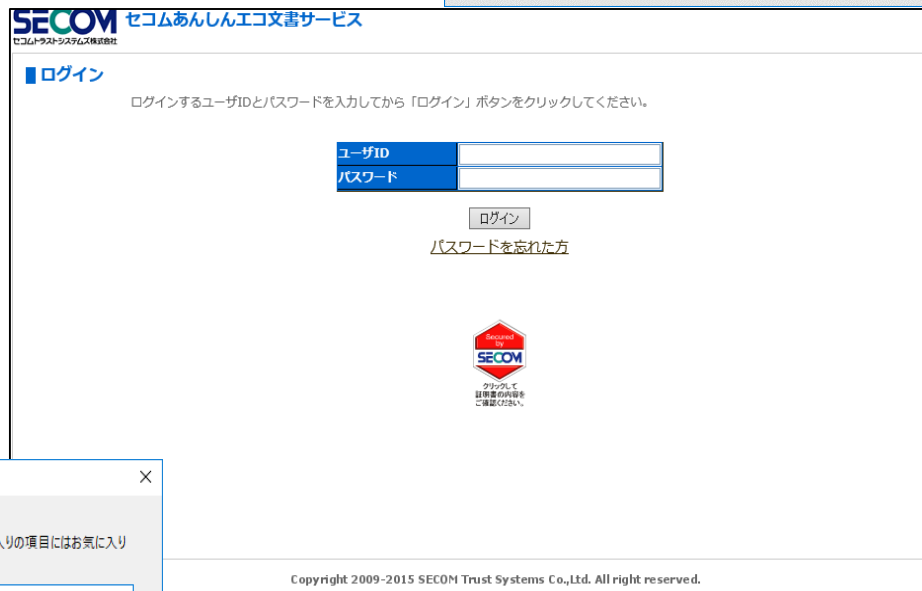 SECOM セコムあんしんエコ文書サービス
セコムトラストシステムズ株式会社
ログイン
ログインするユーザIDとパスワードを入力してから「ログイン」ボタンをクリックしてください。
ユーザID
パスワード
ログイン
パスワードを忘れた方
Secured
by
SECOM
クリックして
証明書の内容を
ご確認ください。
入りの項目にはお気に入り
Copyright 2009-2015 SECOM Trust Systems Co.,Ltd. All right reserved.